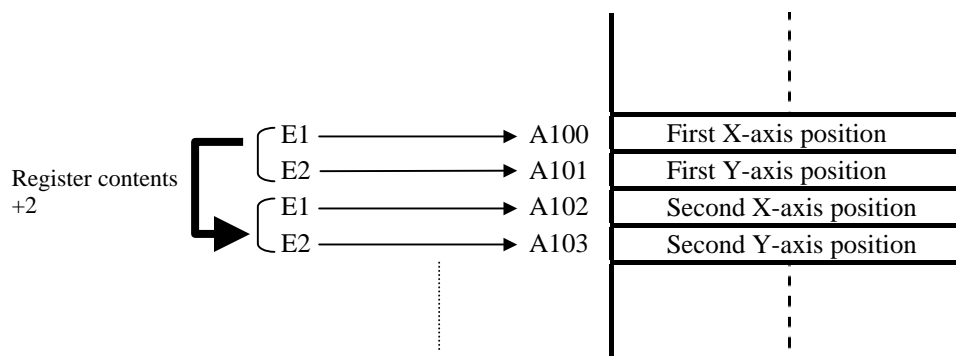 E1 A100 First X-axis position
E2 A101 First Y-axis position
Register contents
+2
E1 A102 Second X-axis position
E2 A103 Second Y-axis position